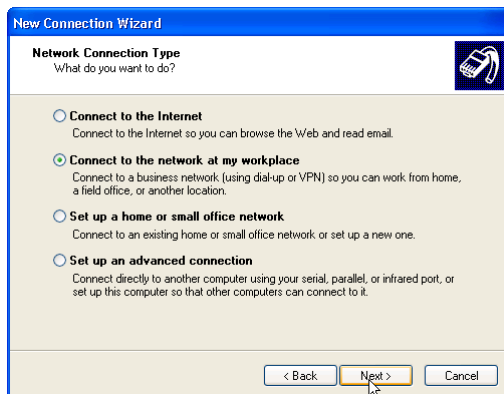 New Connection Wizard
Network Connection Type
What do you want to do?
Connect to the Internet
Connect to the Internet so you can browse the Web and read email.
Connect to the network at my workplace
Connect to a business network (using dial-up or VPN) so you can work from home,
a field office, or another location.
Set up a home or small office network
Connect to an existing home or small office network or set up a new one.
Set up an advanced connection
Connect directly to another computer using your serial, parallel, or infrared port, or
set up this computer so that other computers can connect to it.
< Back Next > Cancel